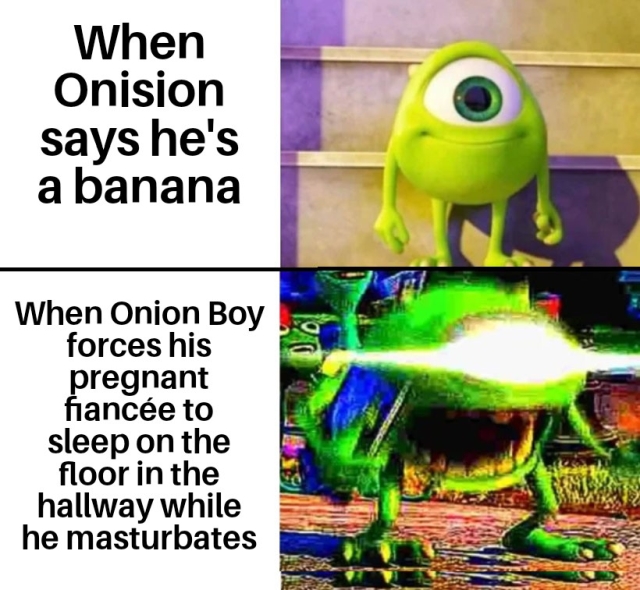 When
Onision
says he's
a banana
When Onion Boy
forces his
pregnant
fiancée to
sleep on the
floor in the
hallway while
he masturbates